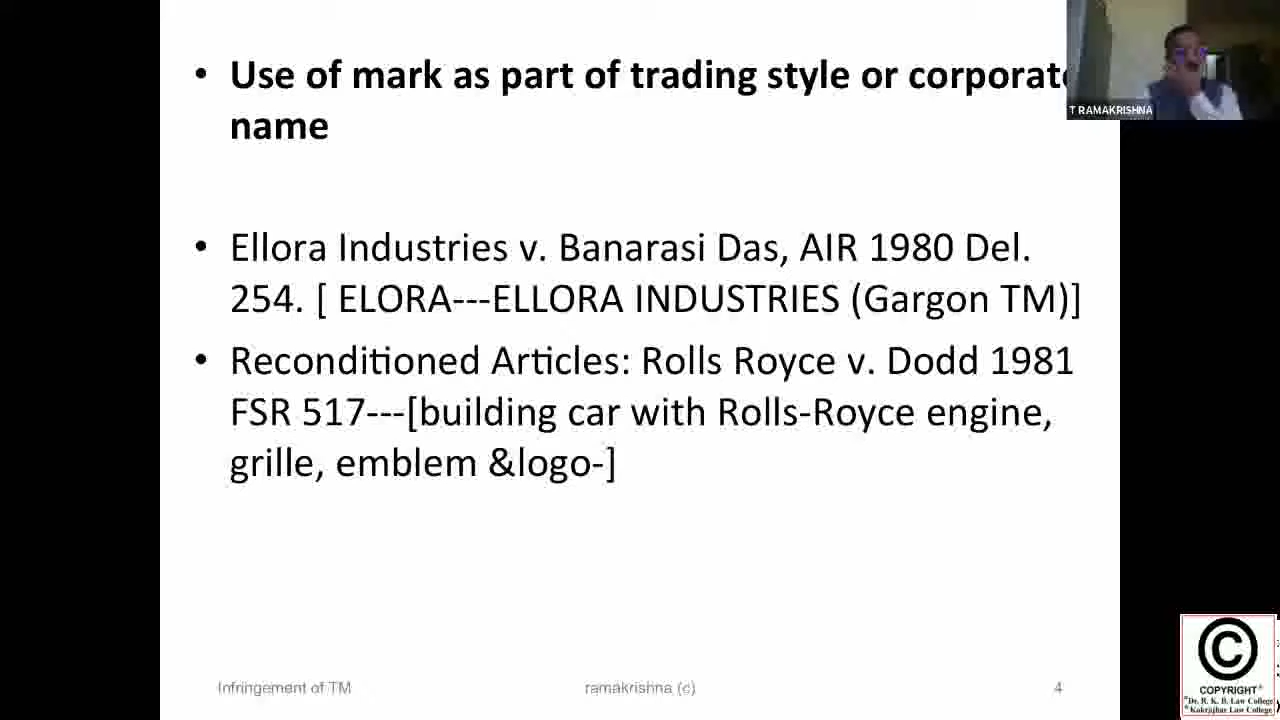 • Use of mark as part of trading style or corporate
name
T RAMAKRISHNA
• Ellora Industries v. Banarasi Das, AIR 1980 Del.
254. [ ELORA---ELLORA INDUSTRIES (Gargon TM)]
• Reconditioned Articles: Rolls Royce v. Dodd 1981
FSR 517---[building car with Rolls-Royce engine,
grille, emblem &logo-]
Infringement of TM
ramakrishna (c)
4
©
COPYRIGHT*
*Dr. R. K. B. Law College
*Kokrajhar Law College